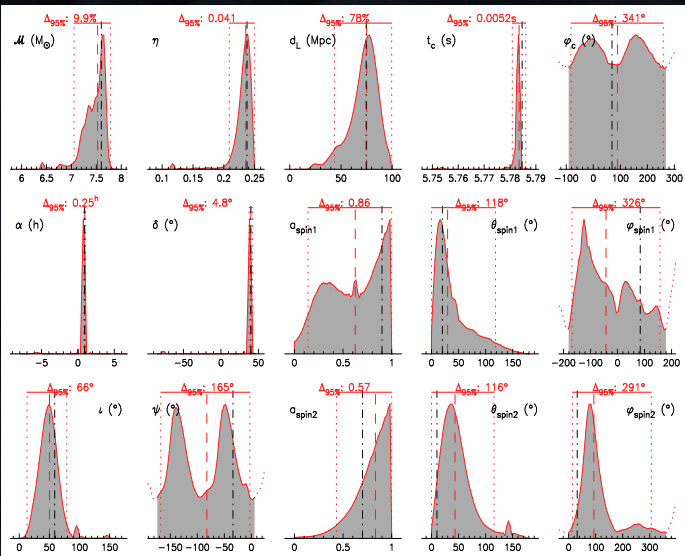 Δ95%: 9.9% Δ95%: 0.041 Δ95%: 78% Δ95%: 0.0052s Δ95%: 341°
ℳ (M⊙) η dL (Mpc) tc (s) φc (°)
6 6.5 7 7.5 8 0.1 0.15 0.2 0.25 0 50 100 5.75 5.76 5.77 5.78 5.79 -100 0 100 200 300
Δ95%: 0.25h Δ95%: 4.8° Δ95%: 0.86 Δ95%: 118° Δ95%: 326°
α (h) δ (°) aspin1 θspin1 (°) φspin1 (°)
-5 0 5 -50 0 50 0 0.5 1 0 50 100 150 -200 -100 0 100 200
Δ95%: 66° Δ95%: 165° Δ95%: 0.57 Δ95%: 116° Δ95%: 291°
ι (°) ψ (°) aspin2 θspin2 (°) φspin2 (°)
0 50 100 150 -150 -100 -50 0 0 0.5 1 0 50 100 150 0 100 200 300 400